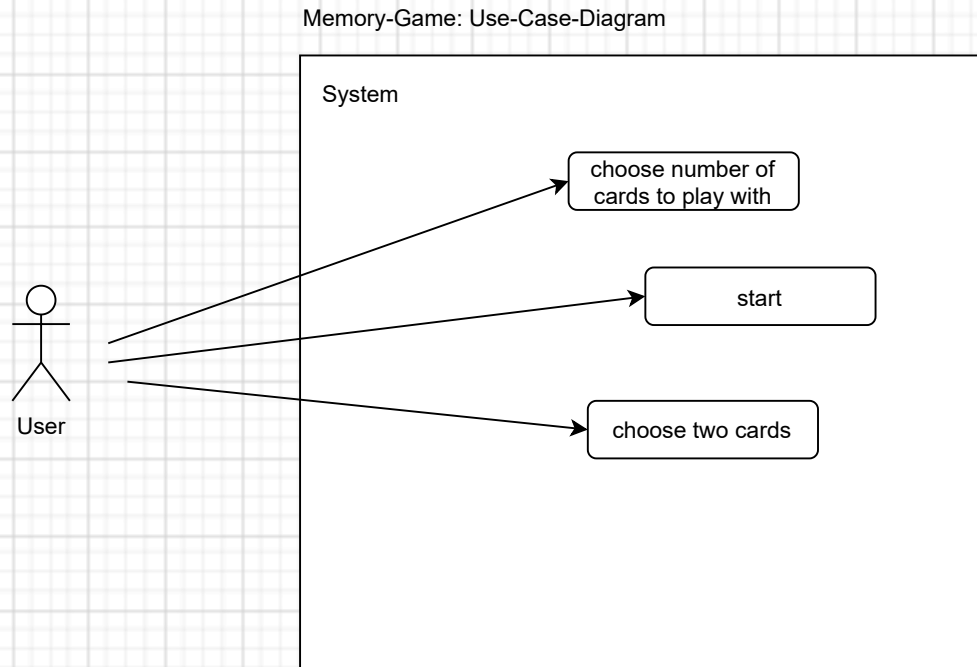 Memory-Game: Use-Case-Diagram
System
choose number of
cards to play with
start
User
choose two cards